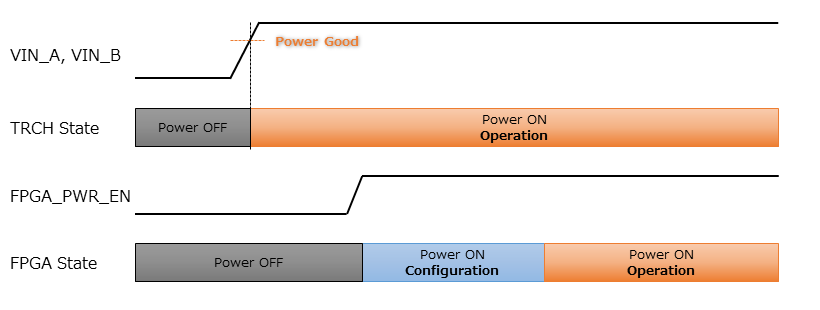 VIN_A, VIN_B
Power Good
TRCH State
Power OFF
Power ON
Operation
FPGA_PWR_EN
FPGA State
Power OFF
Power ON
Configuration
Power ON
Operation